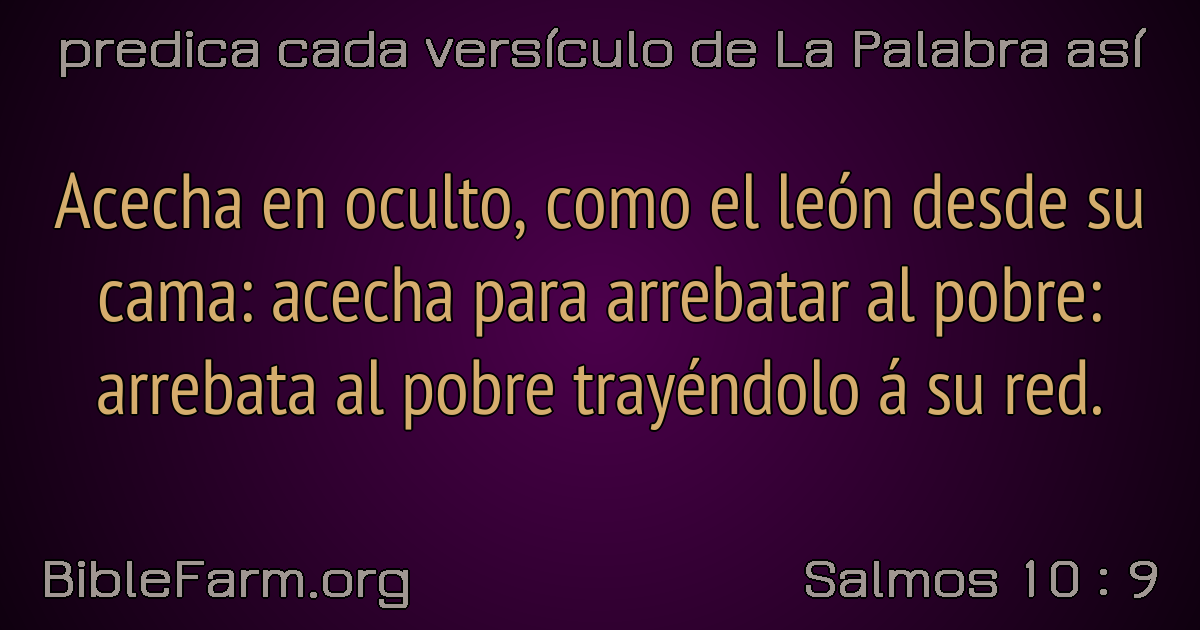 predica cada versículo de La Palabra así
Acecha en oculto, como el león desde su
cama: acecha para arrebatar al pobre:
arrebata al pobre trayéndolo á su red.
BibleFarm.org
Salmos 10 : 9